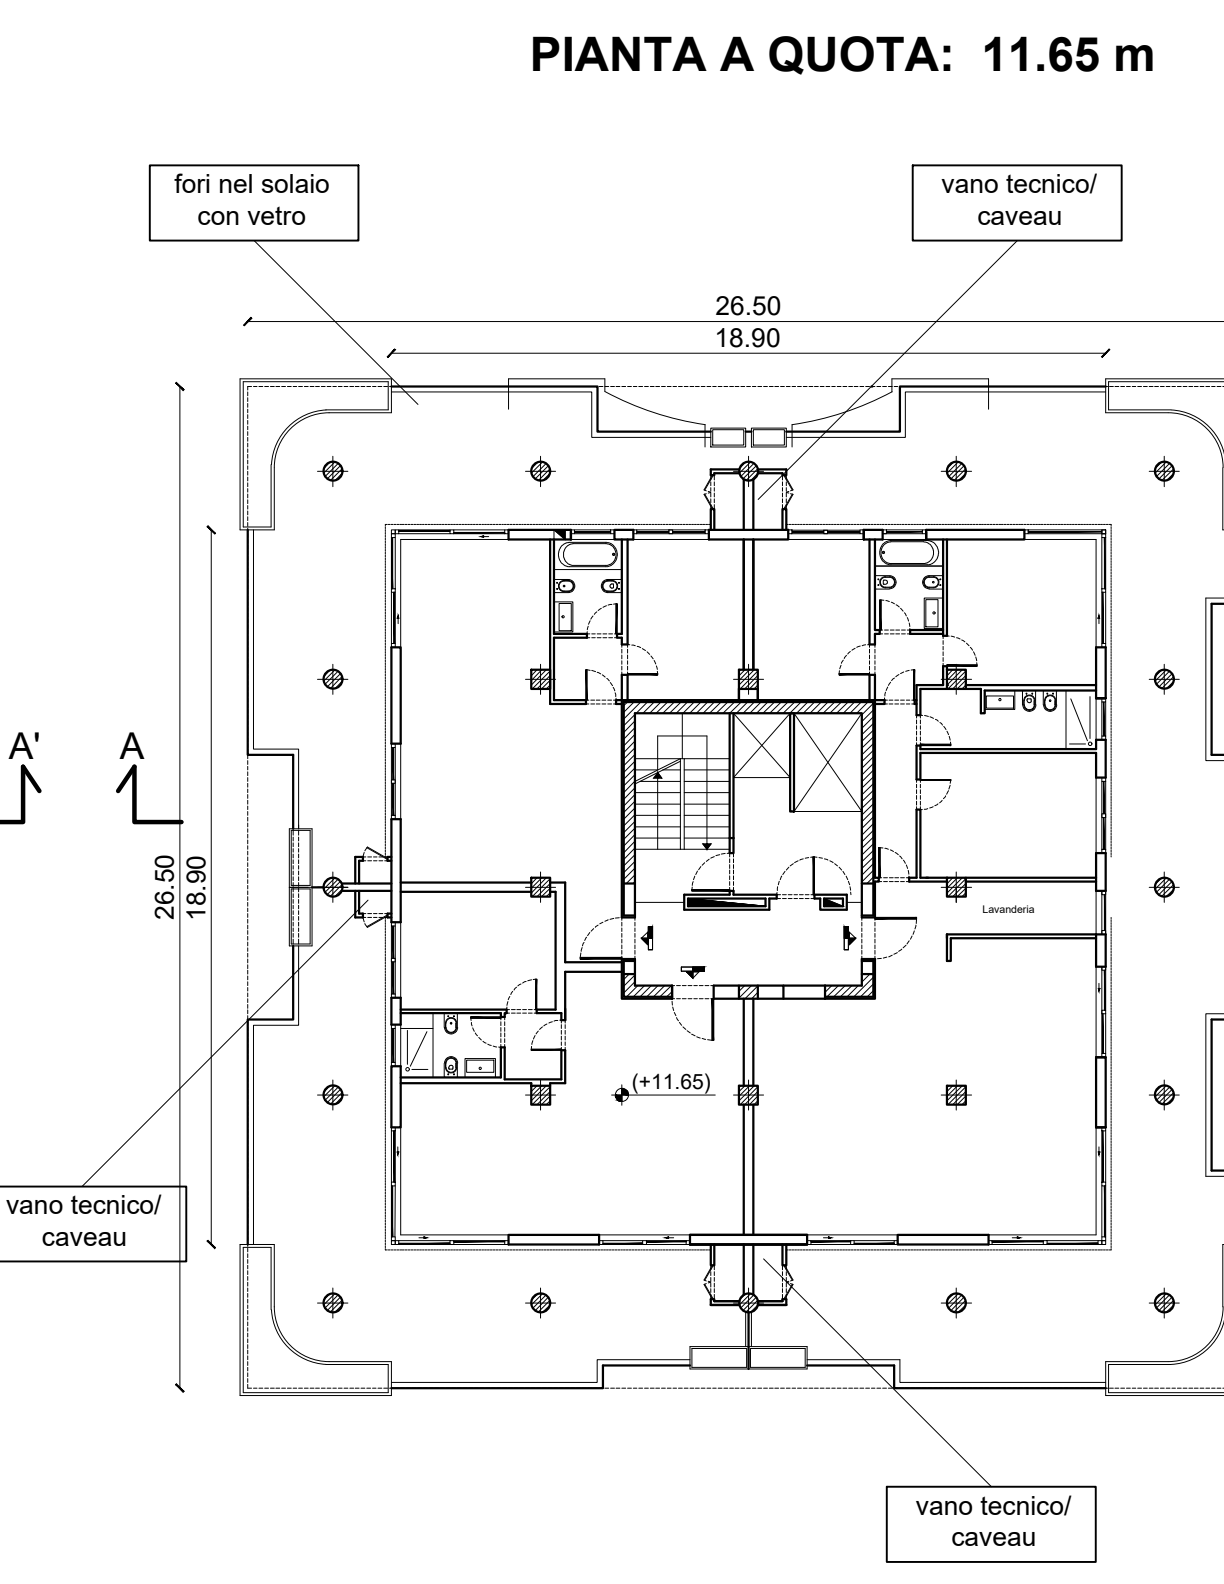 PIANTA A QUOTA: 11.65 m
fori nel solaio
con vetro
vano tecnico/
caveau
26.50
18.90
A'
A
26.50
18.90
Lavanderia
(+11.65)
vano tecnico/
caveau
vano tecnico/
caveau